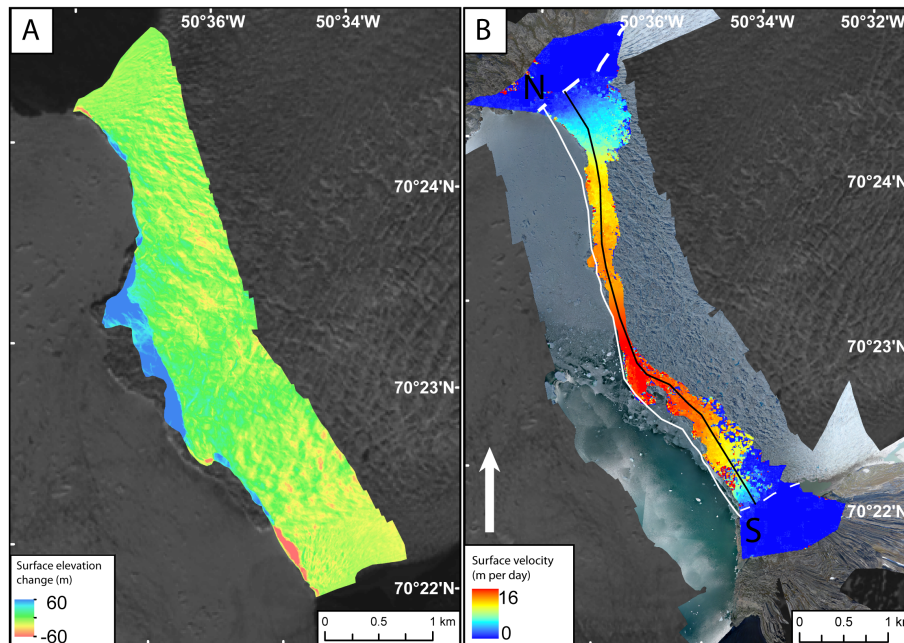 A
50°36'W
50°34'W
70°24'N
70°23'N
70°22'N
Surface elevation
change (m)
60
-60
0
0.5
1 km
B
50°36'W
50°34'W
50°32'W
N
70°24'N
70°23'N
70°22'N
S
Surface velocity
(m per day)
16
0
0
0.5
1 km